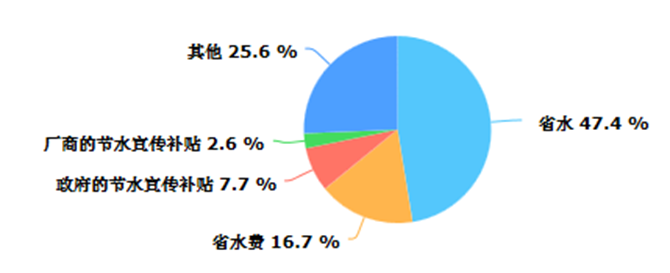 其他 25.6 %
省水 47.4 %
厂商的节水宣传补贴 2.6 %
政府的节水宣传补贴 7.7 %
省水费 16.7 %